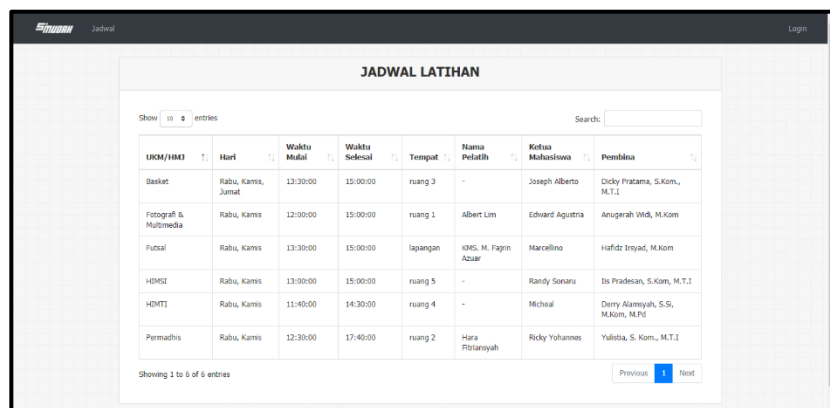 SIMUDAH Jadwal Login
JADWAL LATIHAN
Show 10 entries Search:
UKM/HMJ Hari Waktu Mulai Waktu Selesai Tempat Nama Pelatih Ketua Mahasiswa Pembina
Basket Rabu, Kamis, Jumat 13:30:00 15:00:00 ruang 3 - Joseph Alberto Dicky Pratama, S.Kom., M.T.I
Fotografi & Multimedia Rabu, Kamis 12:00:00 15:00:00 ruang 1 Albert Lim Edward Agustria Anugerah Widi, M.Kom
Futsal Rabu, Kamis 13:30:00 15:00:00 lapangan KMS. M. Fajrin Azuar Marcellino Hafidz Irsyad, M.Kom
HIMSI Rabu, Kamis 13:00:00 15:00:00 ruang 5 - Randy Sonaru Iis Pradesan, S.Kom, M.T.I
HIMTI Rabu, Kamis 11:40:00 14:30:00 ruang 4 - Micheal Derry Alamsyah, S.Si, M.Kom, M.Pd
Permadhis Rabu, Kamis 12:30:00 17:40:00 ruang 2 Hara Fitriansyah Ricky Yohannes Yulistia, S. Kom., M.T.I
Showing 1 to 6 of 6 entries Previous 1 Next